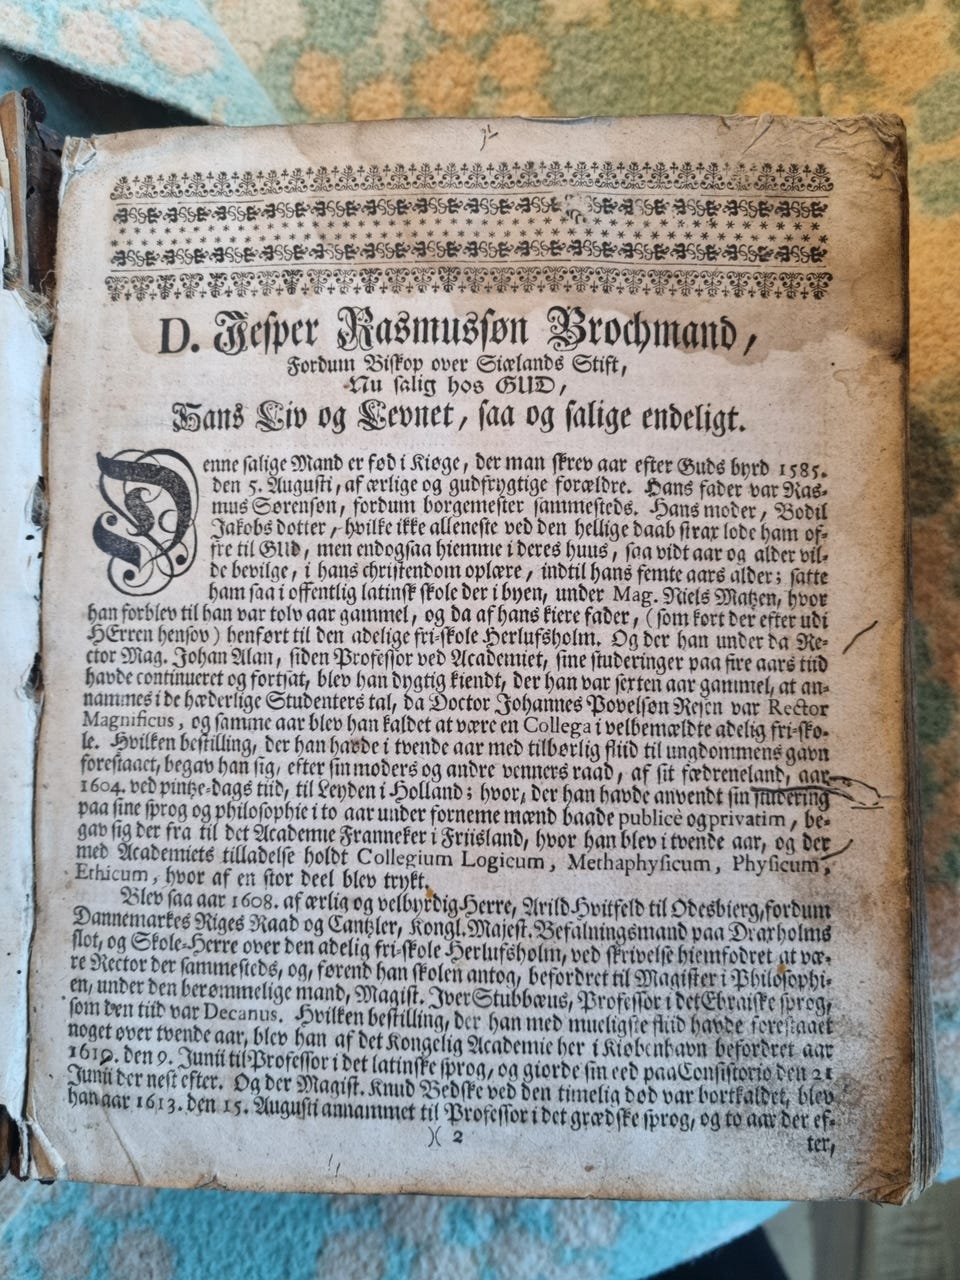 D. Jesper Rasmussøn Brochmand,
Fordum Biskop over Siælands Stift,
Nu salig hos GUD,
Hans Liv og Levnet, saa og salige endeligt.
Denne salige Mand er fød i Kiøge, der man skrev aar efter Guds byrd 1585.
den 5. Augusti, af ærlige og gudfrygtige forældre. Hans fader var Ras-
mus Sørensøn, fordum borgemester sammesteds. Hans moder, Bodil
Jakobs dotter, hvilke ikke alleneste ved den hellige daab strax lode ham of-
fre til GUD, men endogsaa hiemme i deres huus, saa vidt aar og alder vil-
de bevilge, i hans christendom oplære, indtil hans femte aars alder; satte
ham saa i offentlig latinsk skole der i byen, under Mag. Niels Matzen, hvor
han forblev til han var tolv aar gammel, og da af hans kiere fader, (som kort der efter udi
HErren hensov) henført til den adelige fri-skole Herlufsholm. Og der han under da Re-
ctor Mag. Johan Alan, siden Professor ved Academiet, sine studeringer paa fire aars tiid
havde continueret og fortsat, blev han dygtig kiendt, der han var sexten aar gammel, at an-
nammes i de hæderlige Studenters tal, da Doctor Johannes Povelsøn Resen var Rector
Magnificus, og samme aar blev han kaldet at være en Collega i velbemældte adelig fri-sko-
le. Hvilken bestilling, der han havde i tvende aar med tilbørlig fliid til ungdommens gavn
forestaaet, begav han sig, efter sin moders og andre venners raad, af sit fædreneland, aar
1604. ved pintze-dags tiid, til Leyden i Holland; hvor, der han havde anvendt sin studering
paa sine sprog og philosophie i to aar under forneme mænd baade publicè og privatim, be-
gav sig der fra til det Academie Franneker i Friisland, hvor han blev i tvende aar, og der
med Academiets tilladelse holdt Collegium Logicum, Methaphysicum, Physicum,
Ethicum, hvor af en stor deel blev trykt.
Blev saa aar 1608. af ærlig og velbyrdig Herre, Arild Hvitfeld til Odesbierg, fordum
Dannemarkes Riges Raad og Cantzler, Kongl. Majest. Befalningsmand paa Draxholms
slot, og Skole-Herre over den adelig fri-skole Herlufsholm, ved skrivelse hiemfodret at væ-
re Rector der sammesteds, og, førend han skolen antog, befordret til Magister i Philosophi-
en, under den berømmelige mand, Magist. Iver Stubbæus, Professor i det Ebraiske sprog,
som den tiid var Decanus. Hvilken bestilling, der han med mueligste fliid havde forestaaet
noget over tvende aar, blev han af det Kongelig Academie her i Kiøbenhavn befordret aar
1610. den 9. Junii til Professor i det latinske sprog, og giorde sin eed paa Consistorio den 21
Junii der nest efter. Og der Magist. Knud Bedske ved den timelig død var bortkaldet, blev
han aar 1613. den 15. Augusti annammet til Professor i det grædske sprog, og to aar der ef-
)( 2
ter,